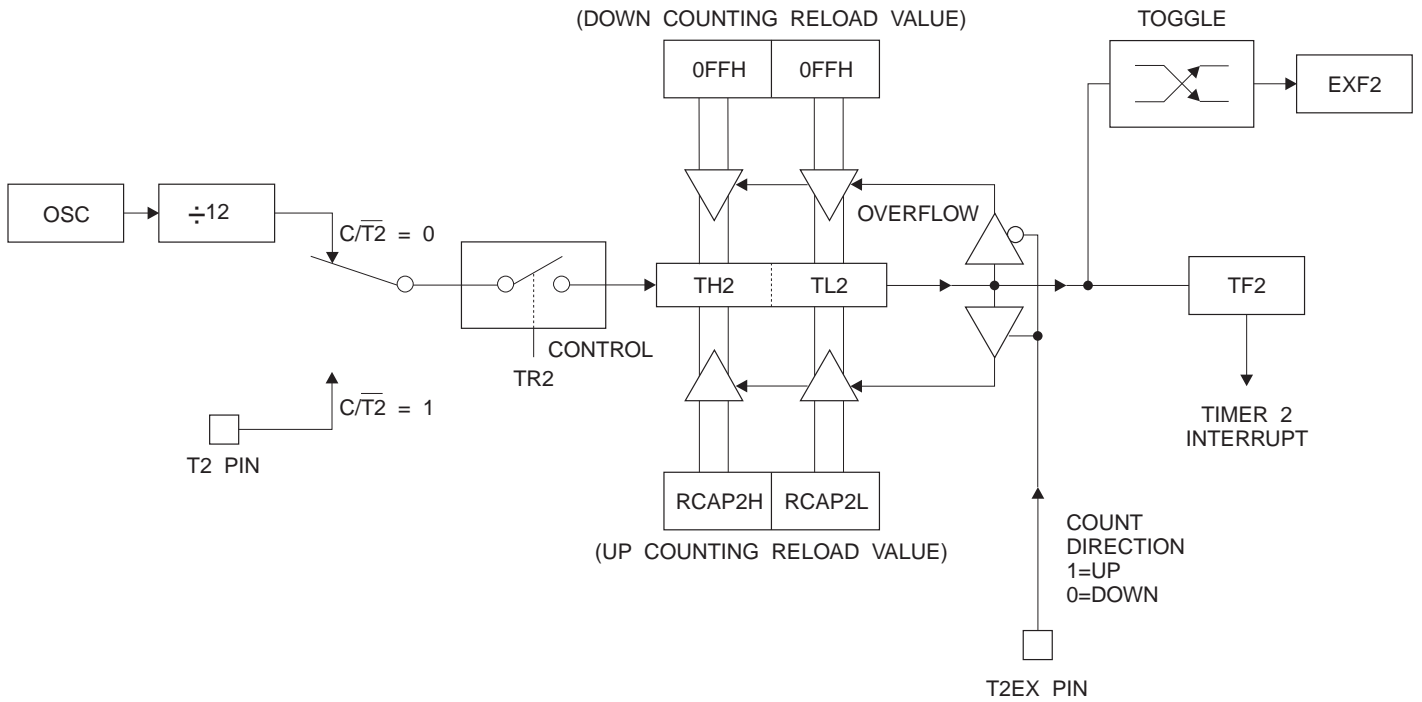 (DOWN COUNTING RELOAD VALUE)
TOGGLE
0FFH
0FFH
EXF2
OSC
÷12
C/T2̅ = 0
OVERFLOW
TH2
TL2
TF2
CONTROL
TR2
C/T2̅ = 1
T2 PIN
TIMER 2
INTERRUPT
RCAP2H
RCAP2L
(UP COUNTING RELOAD VALUE)
COUNT
DIRECTION
1=UP
0=DOWN
T2EX PIN